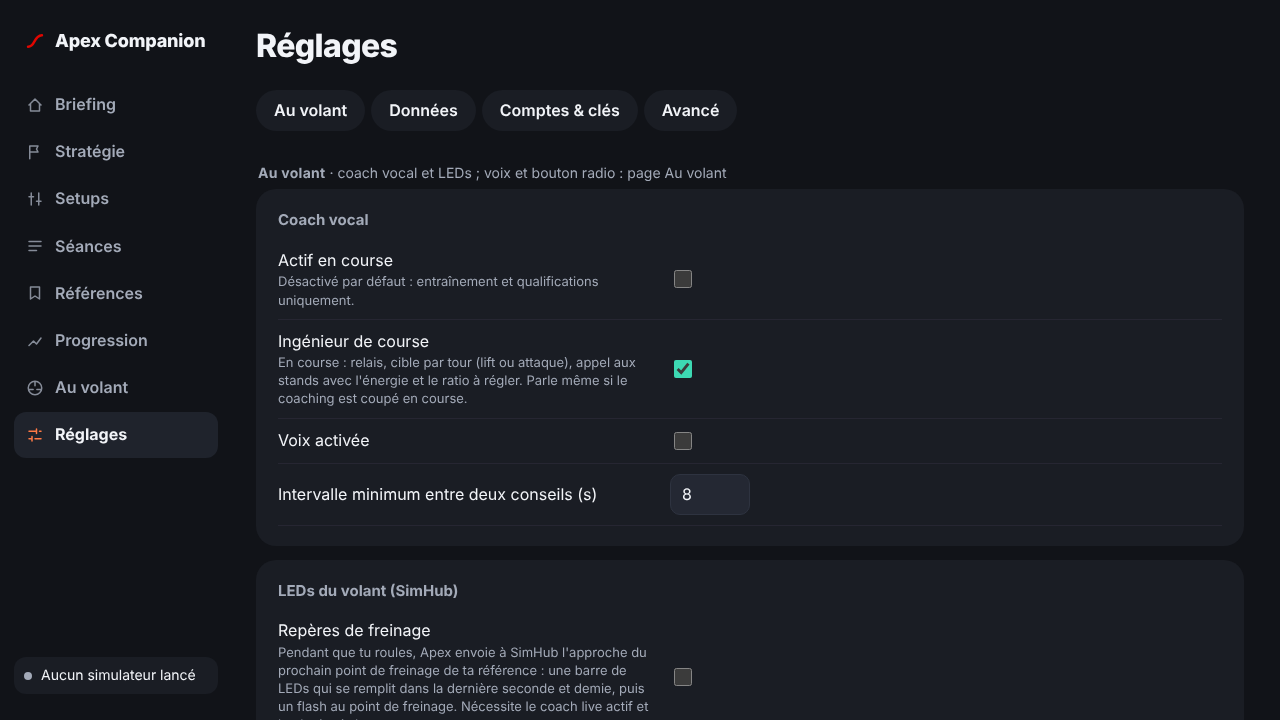 Apex Companion
Briefing
Stratégie
Setups
Séances
Références
Progression
Au volant
Réglages
Aucun simulateur lancé
Réglages
Au volant
Données
Comptes & clés
Avancé
Au volant · coach vocal et LEDs ; voix et bouton radio : page Au volant
Coach vocal
Actif en course
Désactivé par défaut : entraînement et qualifications
uniquement.
Ingénieur de course
En course : relais, cible par tour (lift ou attaque), appel aux
stands avec l'énergie et le ratio à régler. Parle même si le
coaching est coupé en course.
Voix activée
Intervalle minimum entre deux conseils (s)
8
LEDs du volant (SimHub)
Repères de freinage
Pendant que tu roules, Apex envoie à SimHub l'approche du
prochain point de freinage de ta référence : une barre de
LEDs qui se remplit dans la dernière seconde et demie, puis
un flash au point de freinage. Nécessite le coach live actif et